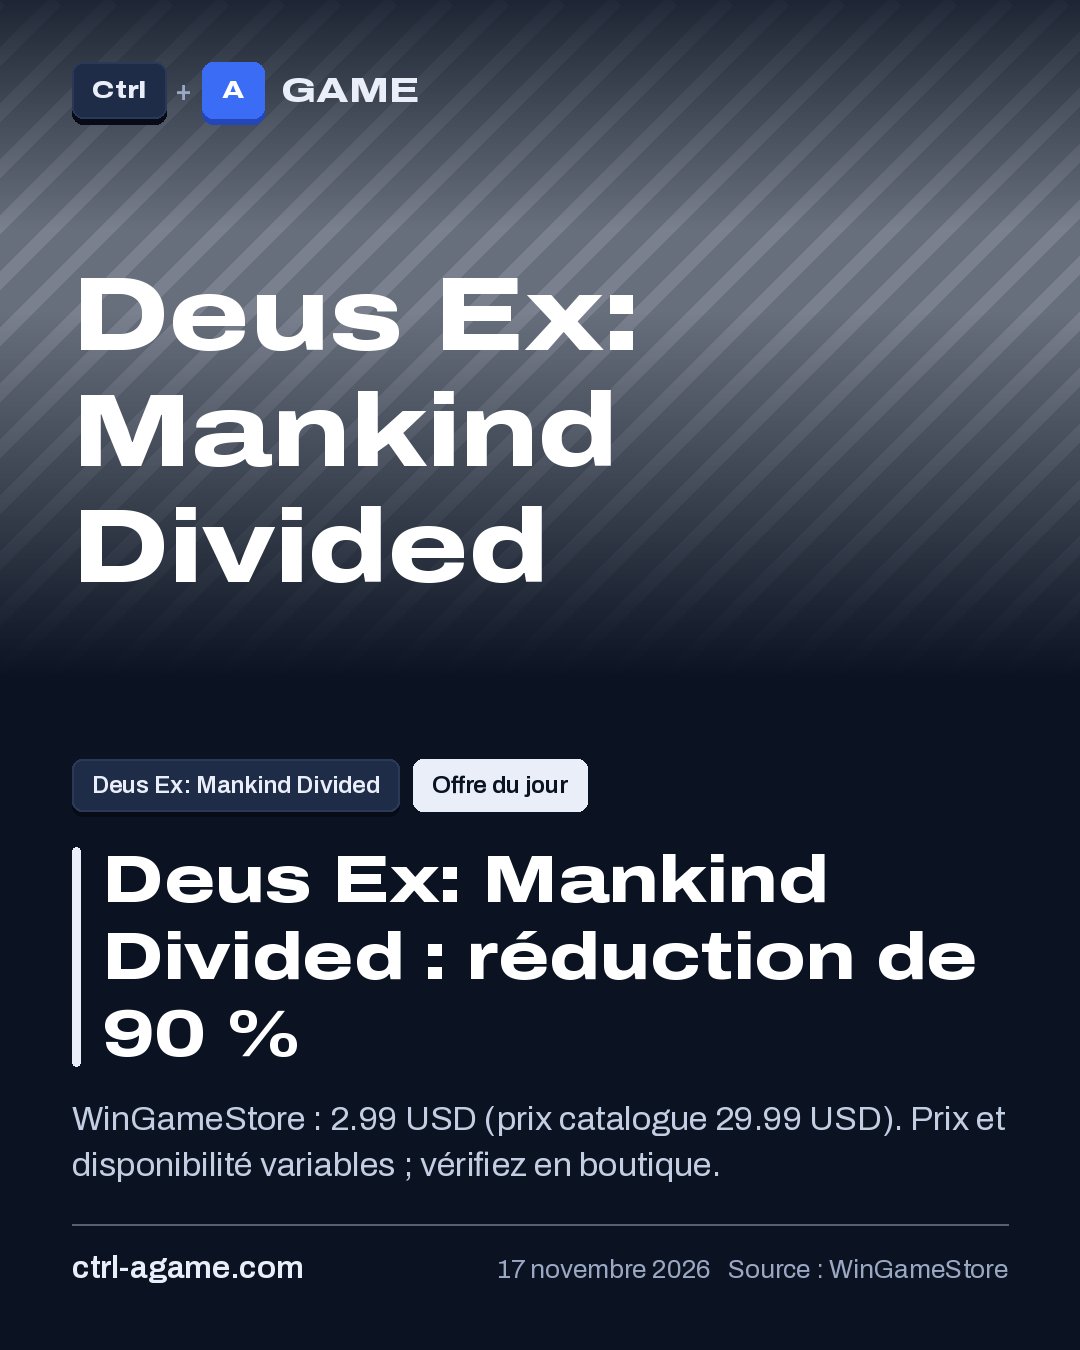 Ctrl + A GAME
Deus Ex:
Mankind
Divided
Deus Ex: Mankind Divided
Offre du jour
Deus Ex: Mankind
Divided : réduction de
90 %
WinGameStore : 2.99 USD (prix catalogue 29.99 USD). Prix et
disponibilité variables ; vérifiez en boutique.
ctrl-agame.com
17 novembre 2026 Source : WinGameStore